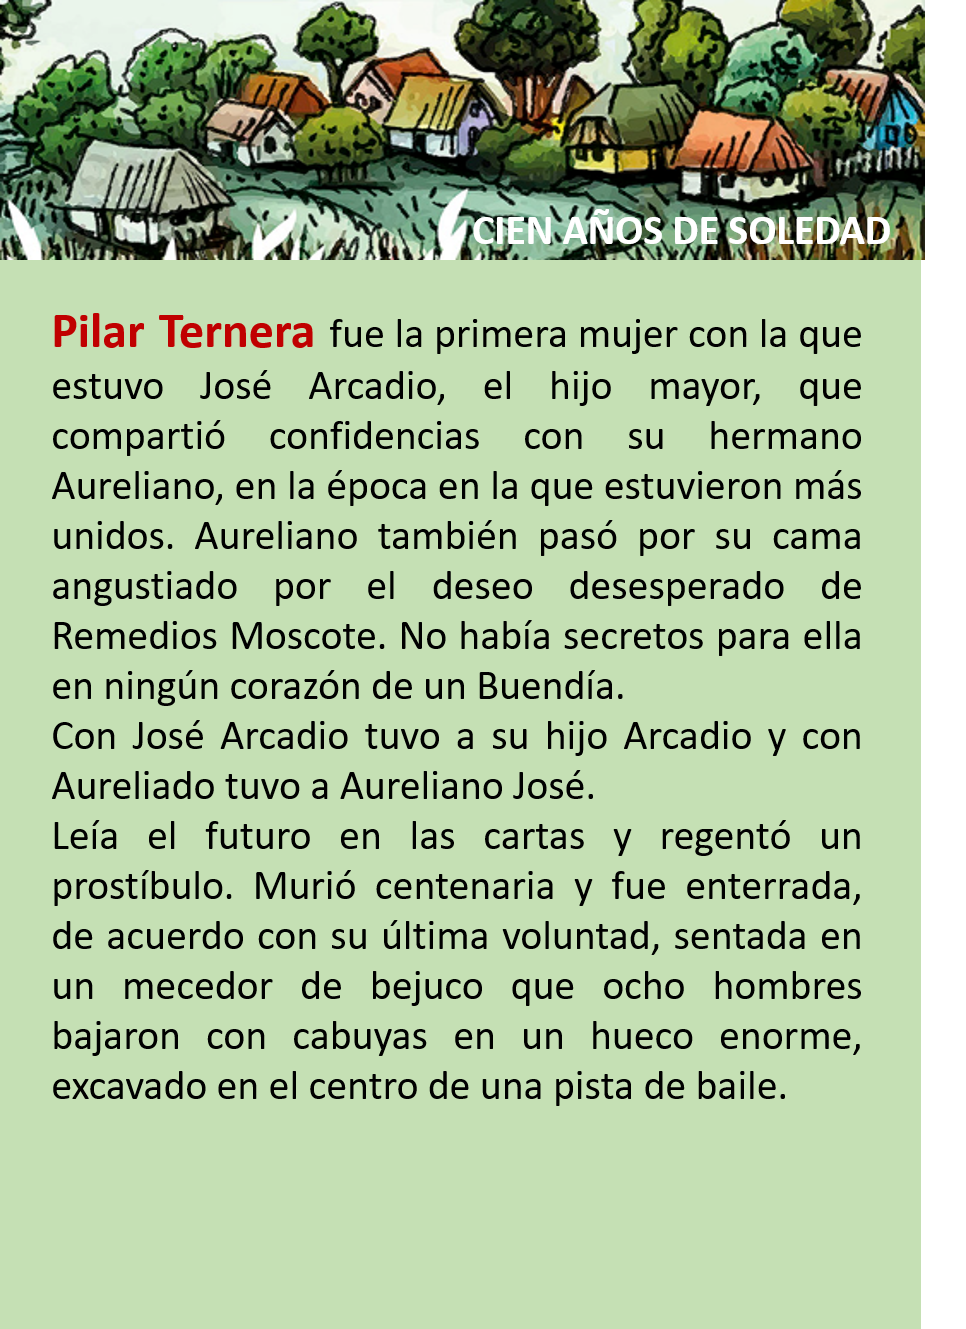 CIEN AÑOS DE SOLEDAD
Pilar Ternera fue la primera mujer con la que
estuvo José Arcadio, el hijo mayor, que
compartió confidencias con su hermano
Aureliano, en la época en la que estuvieron más
unidos. Aureliano también pasó por su cama
angustiado por el deseo desesperado de
Remedios Moscote. No había secretos para ella
en ningún corazón de un Buendía.
Con José Arcadio tuvo a su hijo Arcadio y con
Aureliado tuvo a Aureliano José.
Leía el futuro en las cartas y regentó un
prostíbulo. Murió centenaria y fue enterrada,
de acuerdo con su última voluntad, sentada en
un mecedor de bejuco que ocho hombres
bajaron con cabuyas en un hueco enorme,
excavado en el centro de una pista de baile.